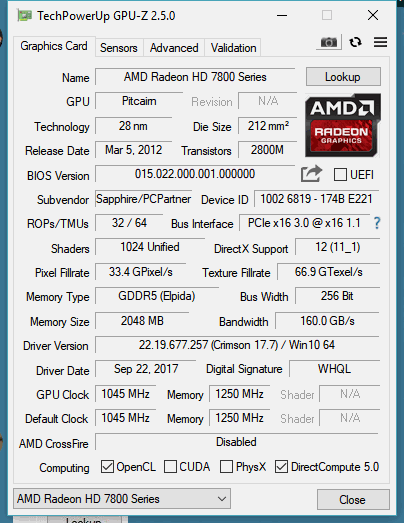 TechPowerUp GPU-Z 2.5.0
Graphics Card Sensors Advanced Validation
Name AMD Radeon HD 7800 Series Lookup
GPU Pitcairn Revision N/A
AMD
RADEON
GRAPHICS
Technology 28 nm Die Size 212 mm²
Release Date Mar 5, 2012 Transistors 2800M
BIOS Version 015.022.000.001.000000 UEFI
Subvendor Sapphire/PCPartner Device ID 1002 6819 - 174B E221
ROPs/TMUs 32 / 64 Bus Interface PCIe x16 3.0 @ x16 1.1 ?
Shaders 1024 Unified DirectX Support 12 (11_1)
Pixel Fillrate 33.4 GPixel/s Texture Fillrate 66.9 GTexel/s
Memory Type GDDR5 (Elpida) Bus Width 256 Bit
Memory Size 2048 MB Bandwidth 160.0 GB/s
Driver Version 22.19.677.257 (Crimson 17.7) / Win10 64
Driver Date Sep 22, 2017 Digital Signature WHQL
GPU Clock 1045 MHz Memory 1250 MHz Shader N/A
Default Clock 1045 MHz Memory 1250 MHz Shader N/A
AMD CrossFire Disabled
Computing OpenCL CUDA PhysX DirectCompute 5.0
AMD Radeon HD 7800 Series Close
Lookup